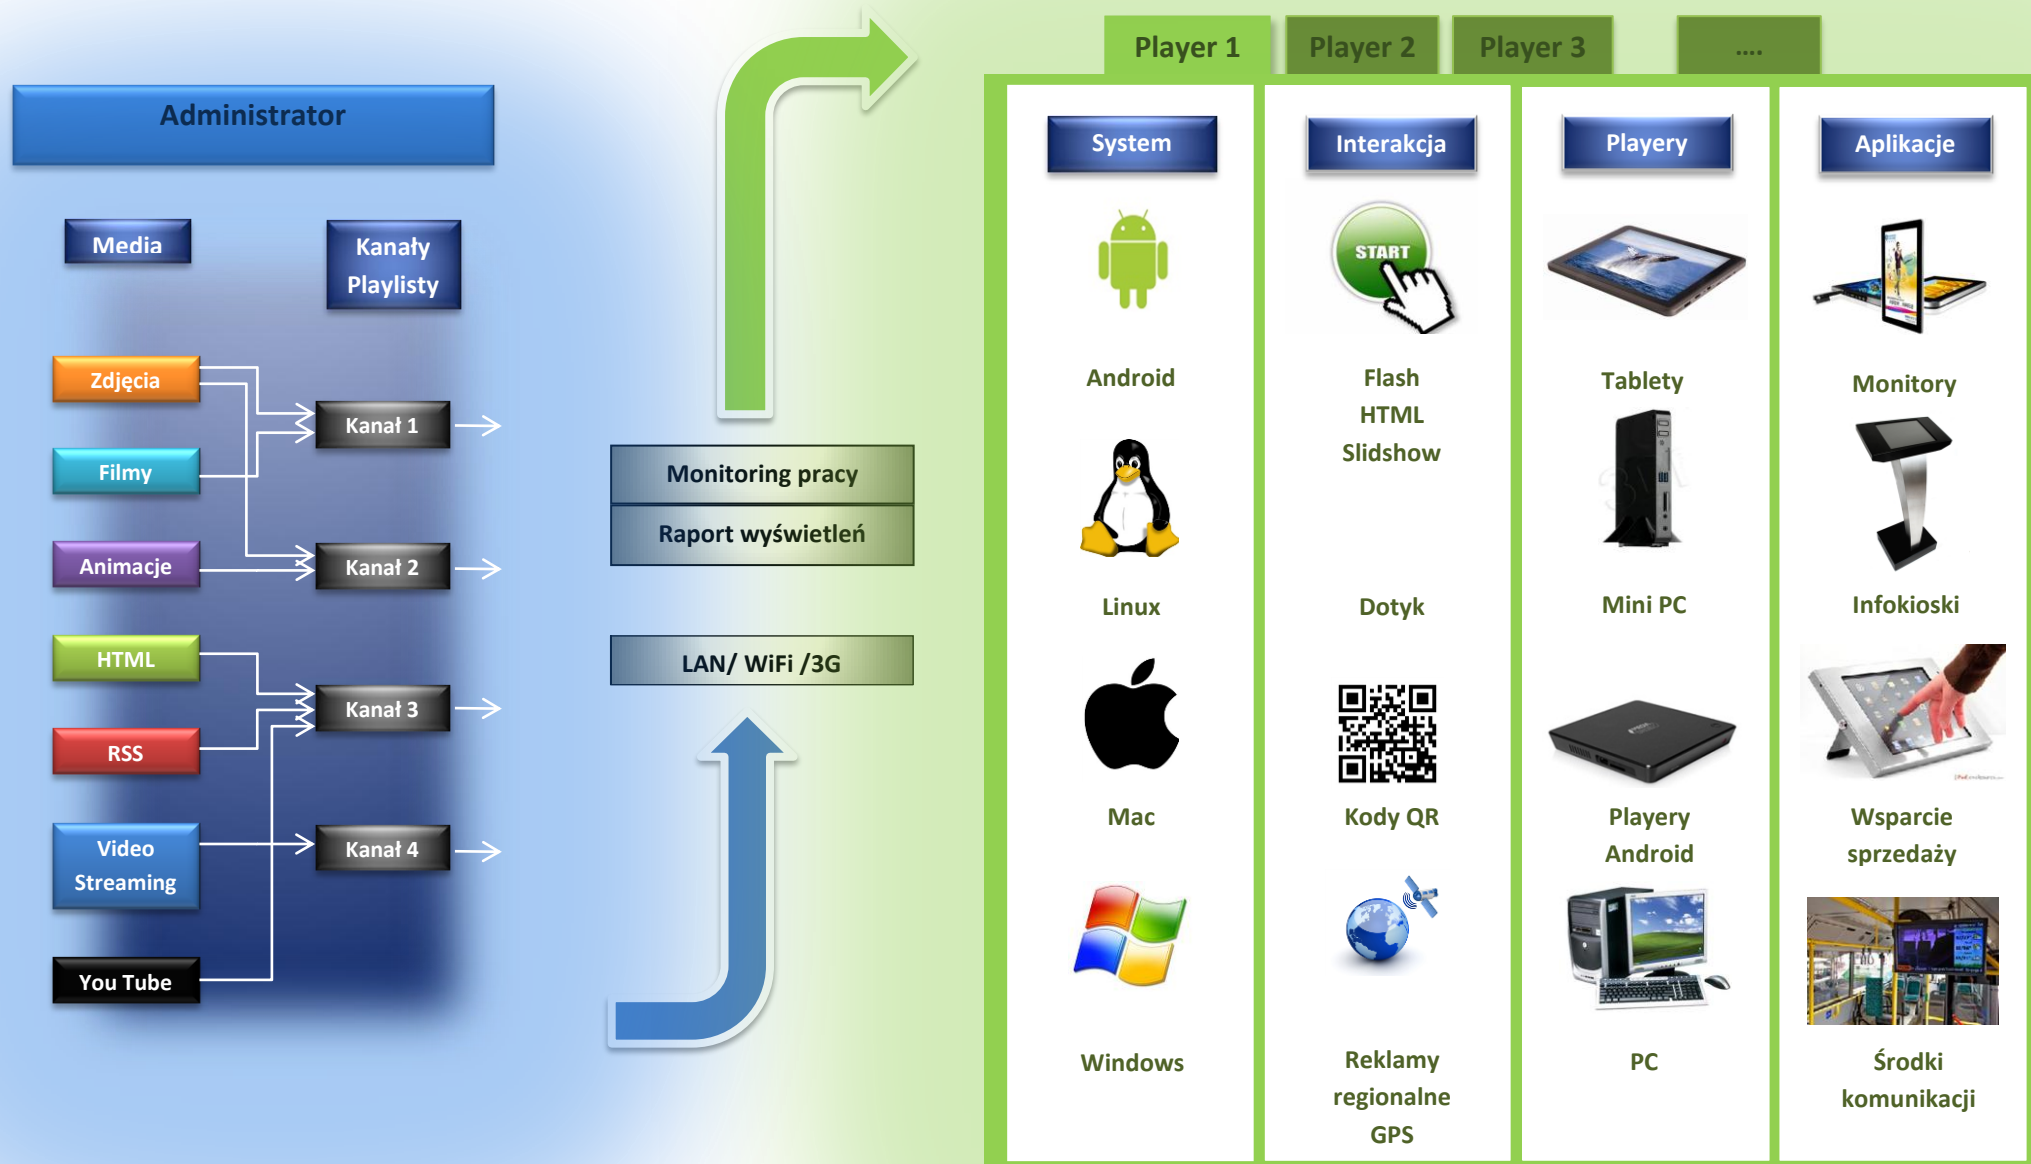 Administrator
Media
Kanały
Playlisty
Zdjęcia
Filmy
Animacje
HTML
RSS
Video
Streaming
You Tube
Kanał 1
Kanał 2
Kanał 3
Kanał 4
Monitoring pracy
Raport wyświetleń
LAN/ WiFi /3G
Player 1
Player 2
Player 3
....
System
Android
Linux
Mac
Windows
Interakcja
START
Flash
HTML
Slidshow
Dotyk
Kody QR
Reklamy
regionalne
GPS
Playery
Tablety
Mini PC
Playery
Android
PC
Aplikacje
Monitory
Infokioski
Wsparcie
sprzedaży
Środki
komunikacji